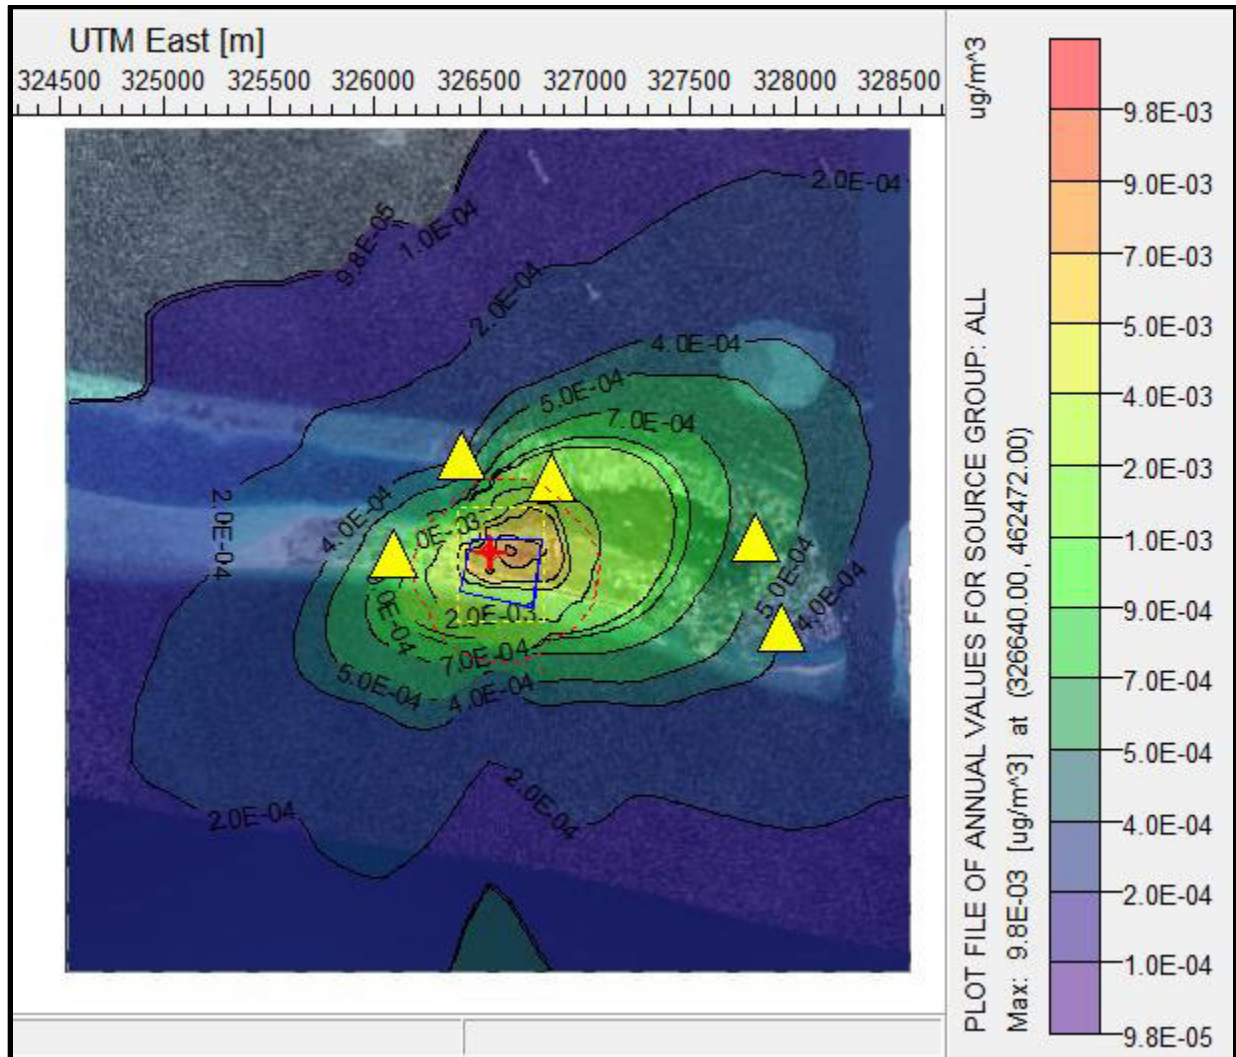 UTM East [m]
324500 325000 325500 326000 326500 327000 327500 328000 328500
2.0E-04
9.8E-05
1.0E-04
2.0E-04
4.0E-04
5.0E-04
7.0E-04
2.0E-04
4.0E-04
0E-03
5.0E-04
4.0E-04
0E-04
2.0E-03
7.0E-04
5.0E-04
4.0E-04
2.0E-04
2.0E-04
PLOT FILE OF ANNUAL VALUES FOR SOURCE GROUP: ALL
ug/m^3
Max: 9.8E-03 [ug/m^3] at (326640.00, 462472.00)
9.8E-03
9.0E-03
7.0E-03
5.0E-03
4.0E-03
2.0E-03
1.0E-03
9.0E-04
7.0E-04
5.0E-04
4.0E-04
2.0E-04
1.0E-04
9.8E-05